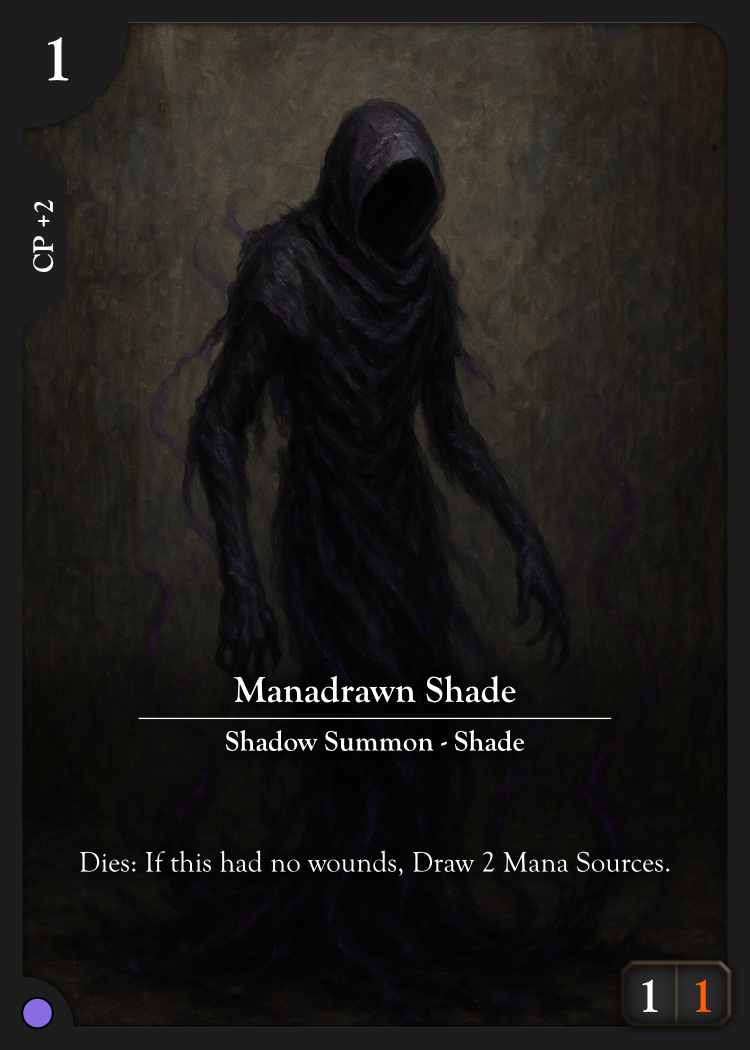 1
CP +2
Manadrawn Shade
Shadow Summon - Shade
Dies: If this had no wounds, Draw 2 Mana Sources.
1 1